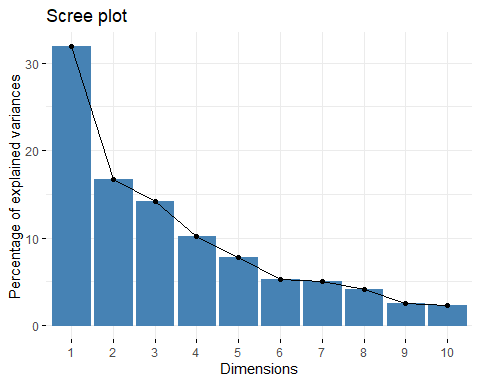 Scree plot
Percentage of explained variances
30
20
10
0
1 2 3 4 5 6 7 8 9 10
Dimensions